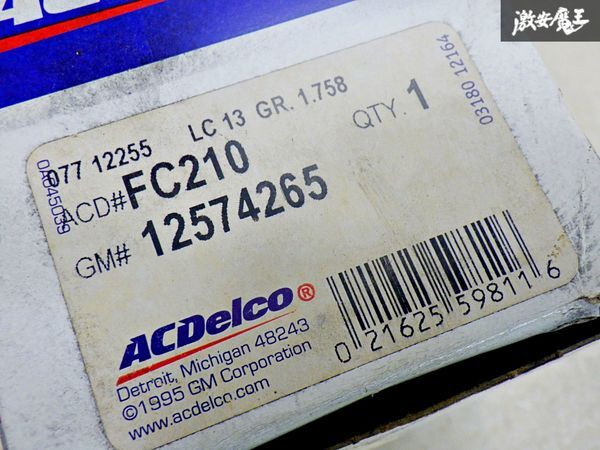 激安魔王
077 12255 LC 13 GR. 1.758
ACD# FC210 QTY. 1
GM# 12574265
03180 12164
0A045039
ACDelco®
Detroit, Michigan 48243
©1995 GM Corporation
www.acdelco.com
0 21625 59811 6